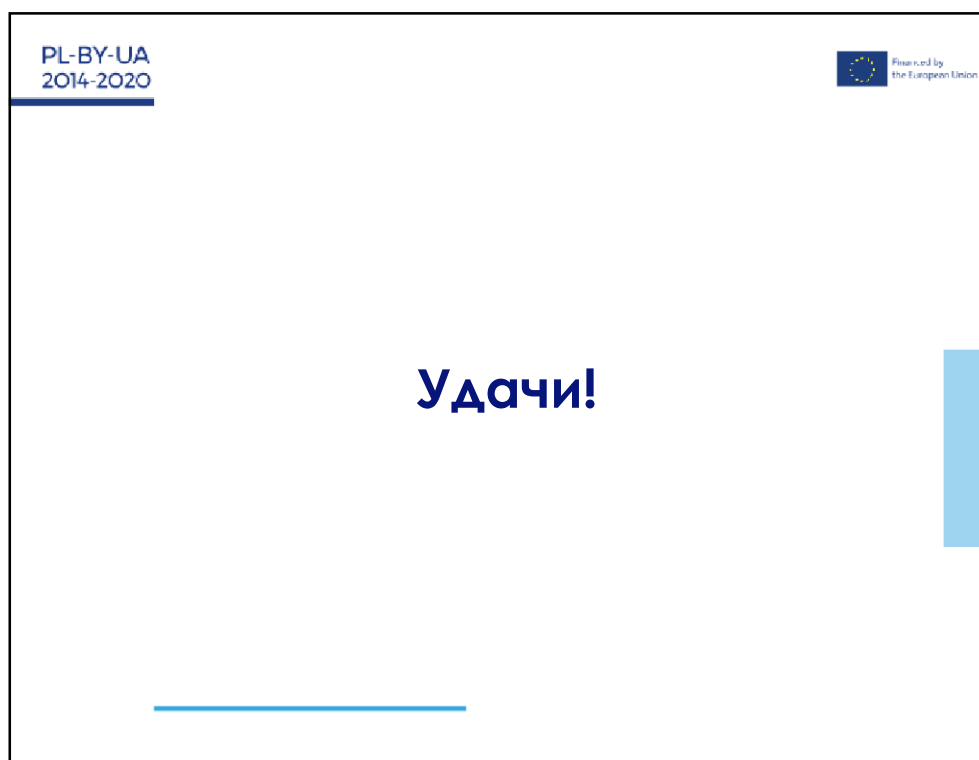 PL-BY-UA
2014-2020
Financed by
the European Union
Удачи!